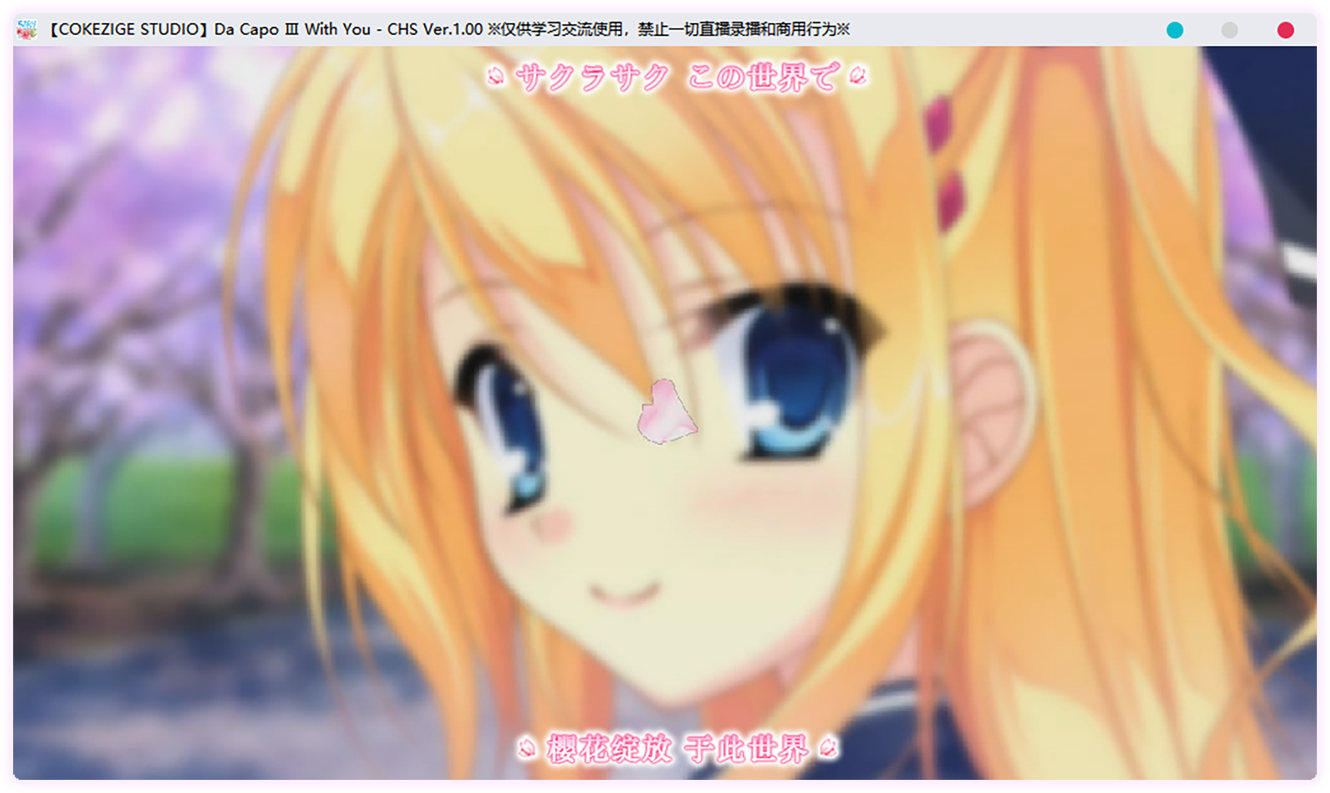 【COKEZIGE STUDIO】Da Capo Ⅲ With You - CHS Ver.1.00 ※仅供学习交流使用，禁止一切直播录播和商用行为※
サクラサク この世界で
樱花绽放 于此世界